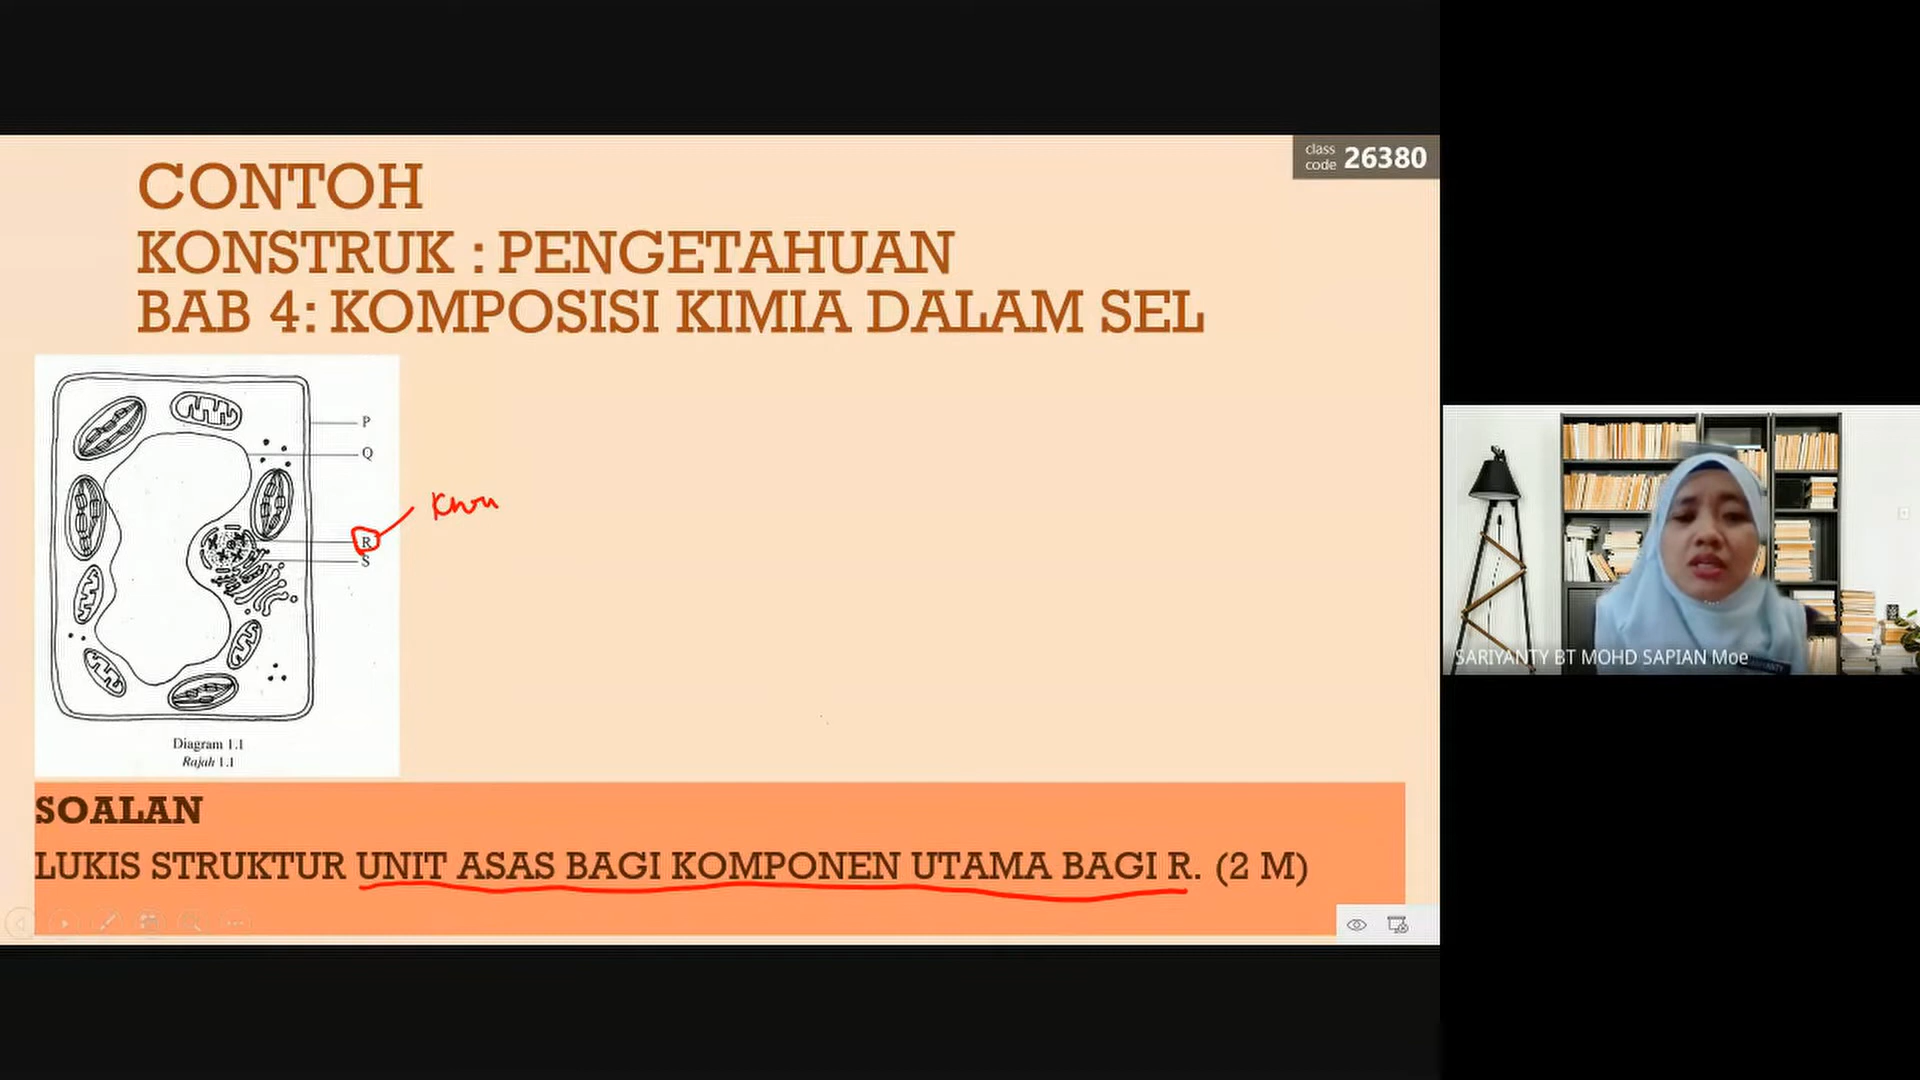 class code 26380
CONTOH
KONSTRUK : PENGETAHUAN
BAB 4: KOMPOSISI KIMIA DALAM SEL
P
Q
R
S
Diagram 1.1
Rajah 1.1
SOALAN
LUKIS STRUKTUR UNIT ASAS BAGI KOMPONEN UTAMA BAGI R. (2 M)
SARIYANTY BT MOHD SAPIAN Moe